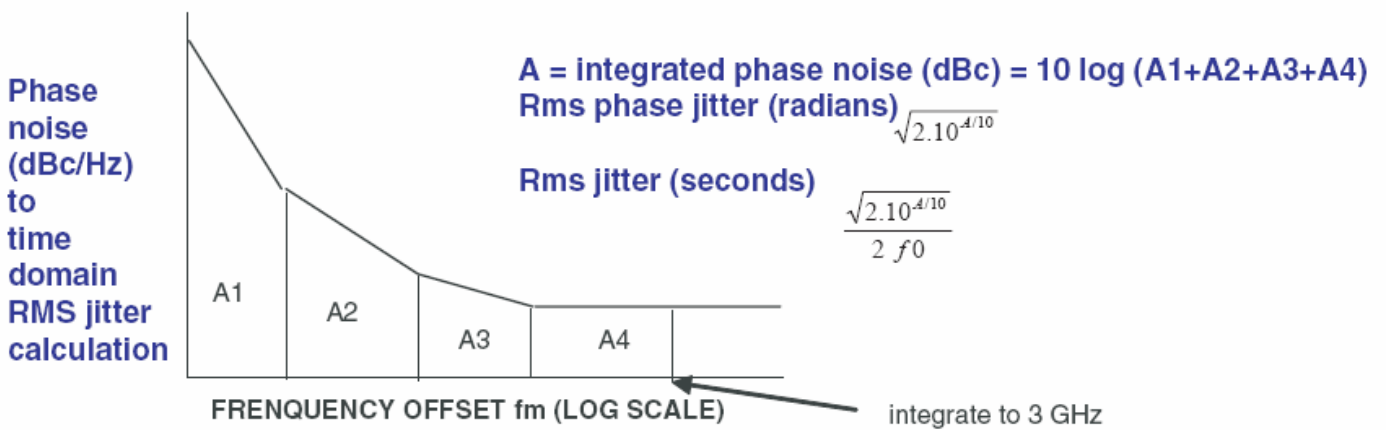 Phase
noise
(dBc/Hz)
to
time
domain
RMS jitter
calculation
A = integrated phase noise (dBc) = 10 log (A1+A2+A3+A4)
Rms phase jitter (radians) √2.10^A/10
Rms jitter (seconds) √2.10^A/10
2 f0
A1
A2
A3
A4
FRENQUENCY OFFSET fm (LOG SCALE)
integrate to 3 GHz